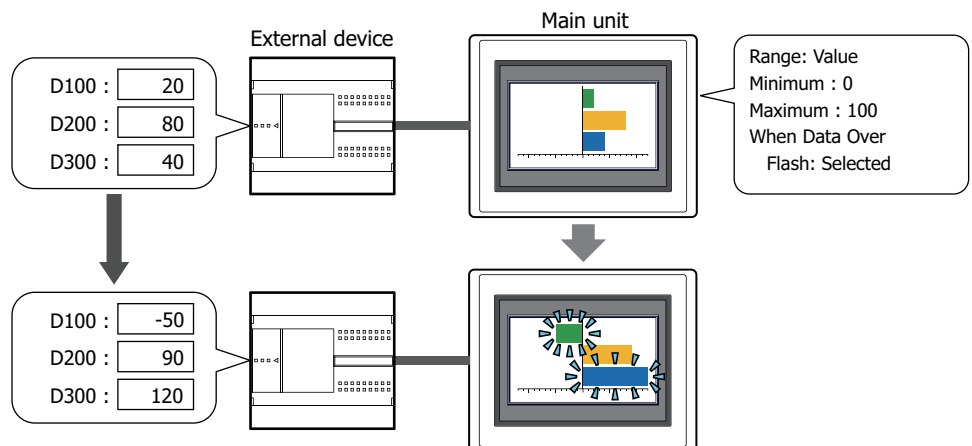 Main unit
External device
D100 : 20
D200 : 80
D300 : 40
Range: Value
Minimum : 0
Maximum : 100
When Data Over
Flash: Selected
D100 : -50
D200 : 90
D300 : 120